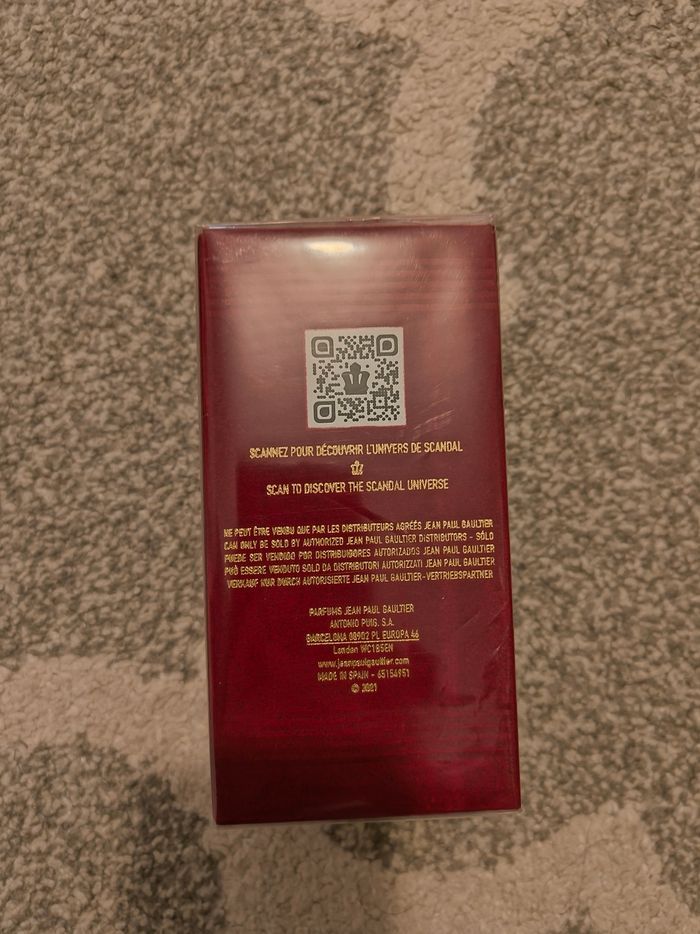 SCANNEZ POUR DÉCOUVRIR L'UNIVERS DE SCANDAL
SCAN TO DISCOVER THE SCANDAL UNIVERSE
NE PEUT ÊTRE VENDU QUE PAR LES DISTRIBUTEURS AGRÉÉS JEAN PAUL GAULTIER
CAN ONLY BE SOLD BY AUTHORIZED JEAN PAUL GAULTIER DISTRIBUTORS - SÓLO
PUEDE SER VENDIDO POR DISTRIBUIDORES AUTORIZADOS JEAN PAUL GAULTIER
PUÒ ESSERE VENDUTO SOLO DA DISTRIBUTORI AUTORIZZATI JEAN PAUL GAULTIER
VERKAUF NUR DURCH AUTORISIERTE JEAN PAUL GAULTIER-VERTRIEBSPARTNER
PARFUMS JEAN PAUL GAULTIER
ANTONIO PUIG, S.A.
BARCELONA 08902 PL EUROPA 46
London WC1B5EN
www.jeanpaulgaultier.com
MADE IN SPAIN - 65154951
© 2021